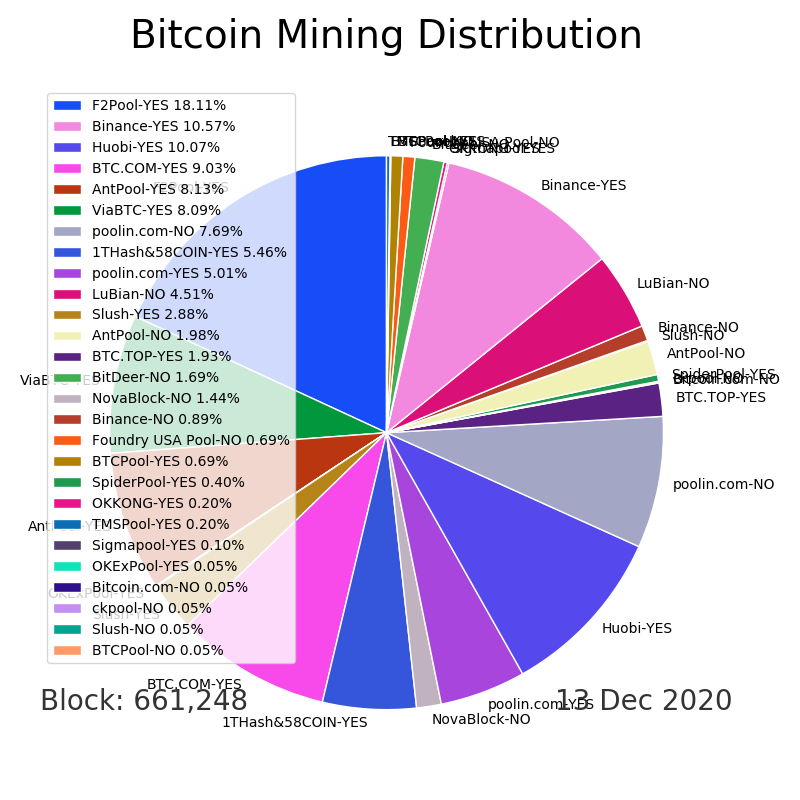 Bitcoin Mining Distribution
F2Pool-YES 18.11%
Binance-YES 10.57%
Huobi-YES 10.07%
BTC.COM-YES 9.03%
AntPool-YES 8.13%
ViaBTC-YES 8.09%
poolin.com-NO 7.69%
1THash&58COIN-YES 5.46%
poolin.com-YES 5.01%
LuBian-NO 4.51%
Slush-YES 2.88%
AntPool-NO 1.98%
BTC.TOP-YES 1.93%
BitDeer-NO 1.69%
NovaBlock-NO 1.44%
Binance-NO 0.89%
Foundry USA Pool-NO 0.69%
BTCPool-YES 0.69%
SpiderPool-YES 0.40%
OKKONG-YES 0.20%
TMSPool-YES 0.20%
Sigmapool-YES 0.10%
OKExPool-YES 0.05%
Bitcoin.com-NO 0.05%
ckpool-NO 0.05%
Slush-NO 0.05%
BTCPool-NO 0.05%
Binance-YES
LuBian-NO
Binance-NO
Slush-NO
AntPool-NO
SpiderPool-YES
BTC.TOP-YES
poolin.com-NO
Huobi-YES
poolin.com-YES
NovaBlock-NO
1THash&58COIN-YES
BTC.COM-YES
Slush-YES
OKExPool-YES
Block: 661,248
13 Dec 2020